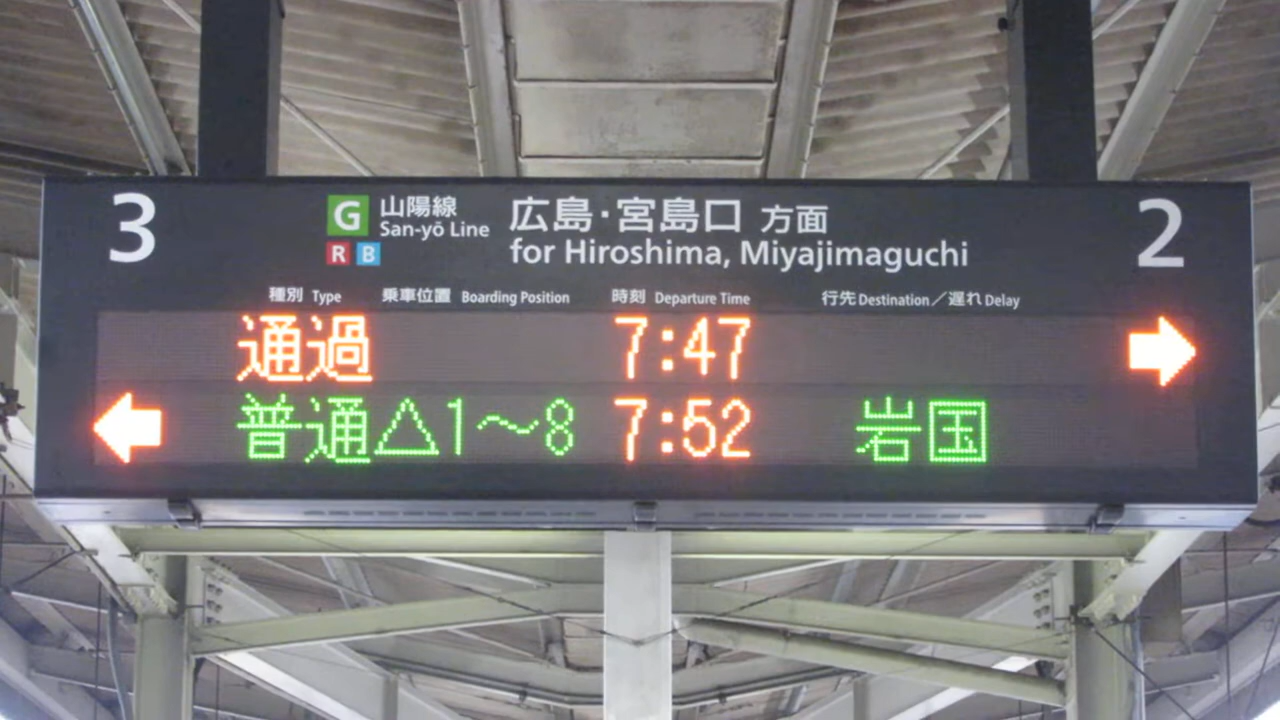 3
G 山陽線 広島・宮島口 方面 2
San-yō Line
R B for Hiroshima, Miyajimaguchi
種別 Type 乗車位置 Boarding Position 時刻 Departure Time 行先 Destination/遅れ Delay
通過 7:47
普通△1〜8 7:52 岩国